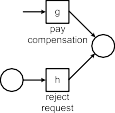 g
pay
compensation
h
reject
request